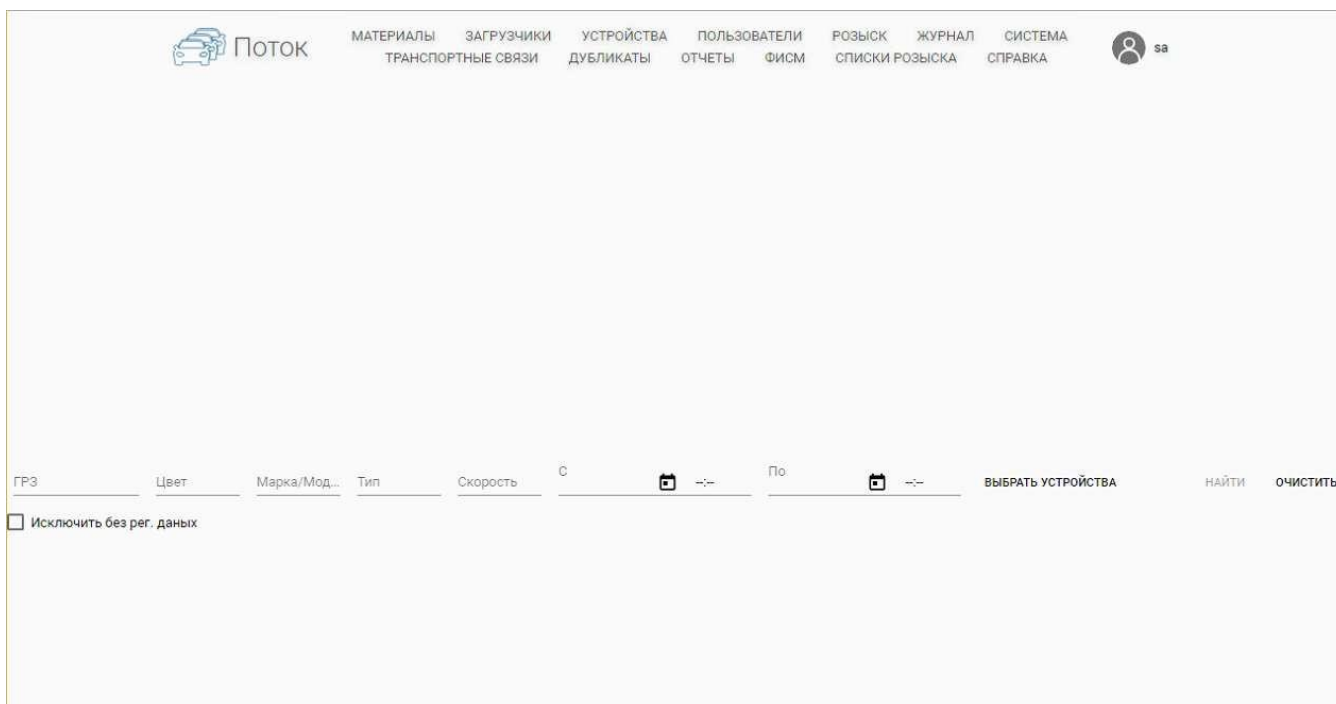 Поток
МАТЕРИАЛЫ ЗАГРУЗЧИКИ УСТРОЙСТВА ПОЛЬЗОВАТЕЛИ РОЗЫСК ЖУРНАЛ СИСТЕМА
ТРАНСПОРТНЫЕ СВЯЗИ ДУБЛИКАТЫ ОТЧЕТЫ ФИСМ СПИСКИ РОЗЫСКА СПРАВКА
sa
С По
ГРЗ Цвет Марка/Мод... Тип Скорость --:-- --:-- ВЫБРАТЬ УСТРОЙСТВА НАЙТИ ОЧИСТИТЬ
Исключить без рег. даных